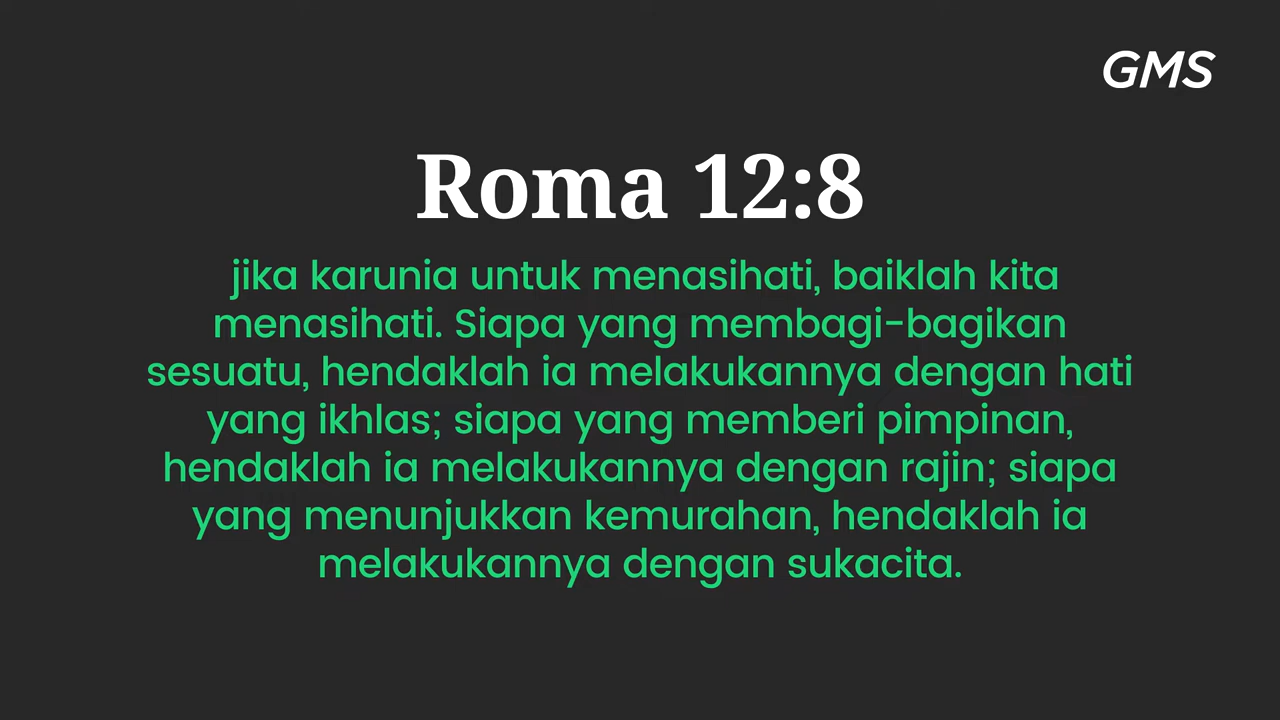 GMS
Roma 12:8
jika karunia untuk menasihati, baiklah kita
menasihati. Siapa yang membagi-bagikan
sesuatu, hendaklah ia melakukannya dengan hati
yang ikhlas; siapa yang memberi pimpinan,
hendaklah ia melakukannya dengan rajin; siapa
yang menunjukkan kemurahan, hendaklah ia
melakukannya dengan sukacita.